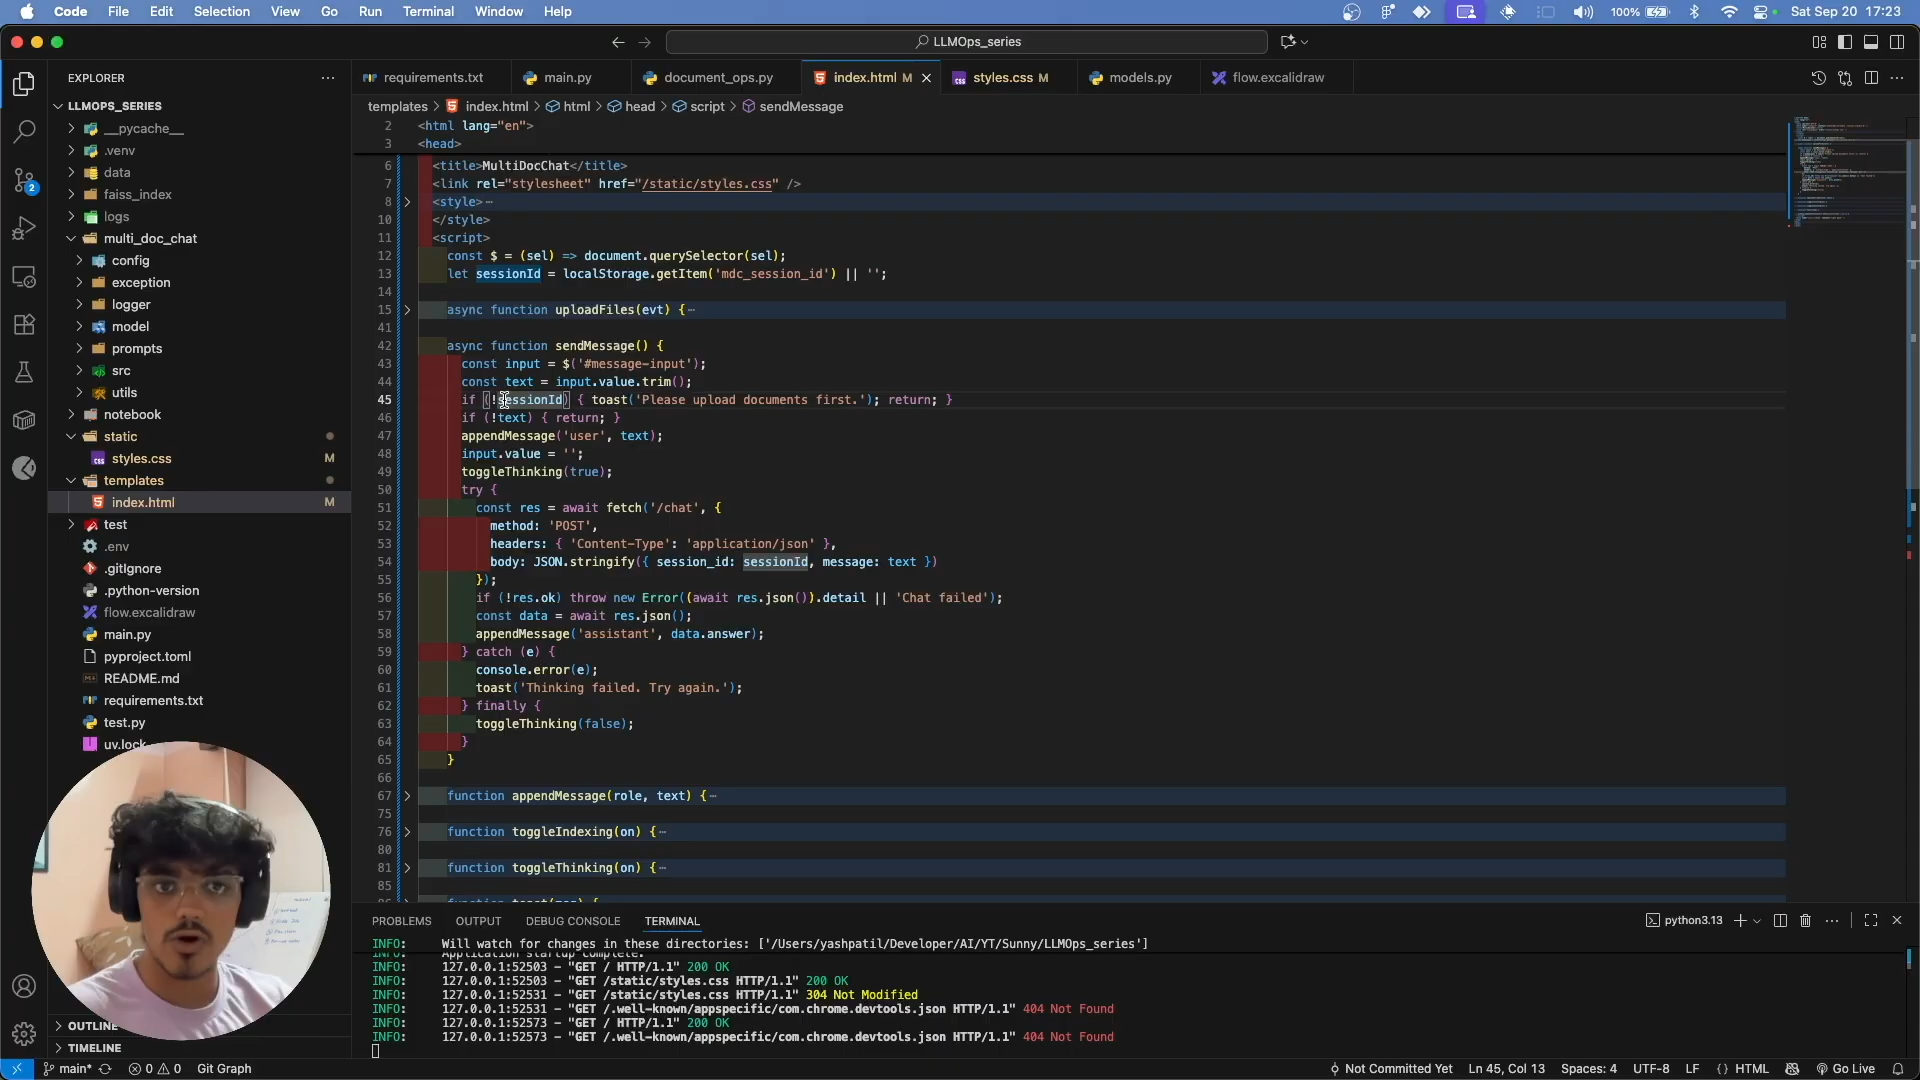 Code File Edit Selection View Go Run Terminal Window Help 100% Sat Sep 20 17:23
LLMOps_series
EXPLORER
requirements.txt main.py document_ops.py index.html M styles.css M models.py flow.excalidraw
templates > index.html > html > head > script > sendMessage
LLMOPS_SERIES
__pycache__
.venv
data
faiss_index
logs
multi_doc_chat
config
exception
logger
model
prompts
src
utils
notebook
static
styles.css M
templates
index.html M
test
.env
.gitIgnore
.python-version
flow.excalidraw
main.py
pyproject.toml
README.md
requirements.txt
test.py
uv.lock
OUTLINE
TIMELINE
2 <html lang="en">
3 <head>
6 <title>MultiDocChat</title>
7 <link rel="stylesheet" href="/static/styles.css" />
8 <style>⋯
10 </style>
11 <script>
12 const $ = (sel) => document.querySelector(sel);
13 let sessionId = localStorage.getItem('mdc_session_id') || '';
14
15 async function uploadFiles(evt) {⋯
41
42 async function sendMessage() {
43 const input = $('#message-input');
44 const text = input.value.trim();
45 if (!sessionId) { toast('Please upload documents first.'); return; }
46 if (!text) { return; }
47 appendMessage('user', text);
48 input.value = '';
49 toggleThinking(true);
50 try {
51 const res = await fetch('/chat', {
52 method: 'POST',
53 headers: { 'Content-Type': 'application/json' },
54 body: JSON.stringify({ session_id: sessionId, message: text })
55 });
56 if (!res.ok) throw new Error((await res.json()).detail || 'Chat failed');
57 const data = await res.json();
58 appendMessage('assistant', data.answer);
59 } catch (e) {
60 console.error(e);
61 toast('Thinking failed. Try again.');
62 } finally {
63 toggleThinking(false);
64 }
65 }
66
67 function appendMessage(role, text) {⋯
75
76 function toggleIndexing(on) {⋯
80
81 function toggleThinking(on) {⋯
85
PROBLEMS OUTPUT DEBUG CONSOLE TERMINAL python3.13
INFO: Will watch for changes in these directories: ['/Users/yashpatil/Developer/AI/YT/Sunny/LLMOps_series']
INFO: Application startup complete.
INFO: 127.0.0.1:52503 - "GET / HTTP/1.1" 200 OK
INFO: 127.0.0.1:52503 - "GET /static/styles.css HTTP/1.1" 200 OK
INFO: 127.0.0.1:52531 - "GET /static/styles.css HTTP/1.1" 304 Not Modified
INFO: 127.0.0.1:52531 - "GET /.well-known/appspecific/com.chrome.devtools.json HTTP/1.1" 404 Not Found
INFO: 127.0.0.1:52573 - "GET / HTTP/1.1" 200 OK
INFO: 127.0.0.1:52573 - "GET /.well-known/appspecific/com.chrome.devtools.json HTTP/1.1" 404 Not Found
main* 0 0 Git Graph Not Committed Yet Ln 45, Col 13 Spaces: 4 UTF-8 LF {} HTML Go Live